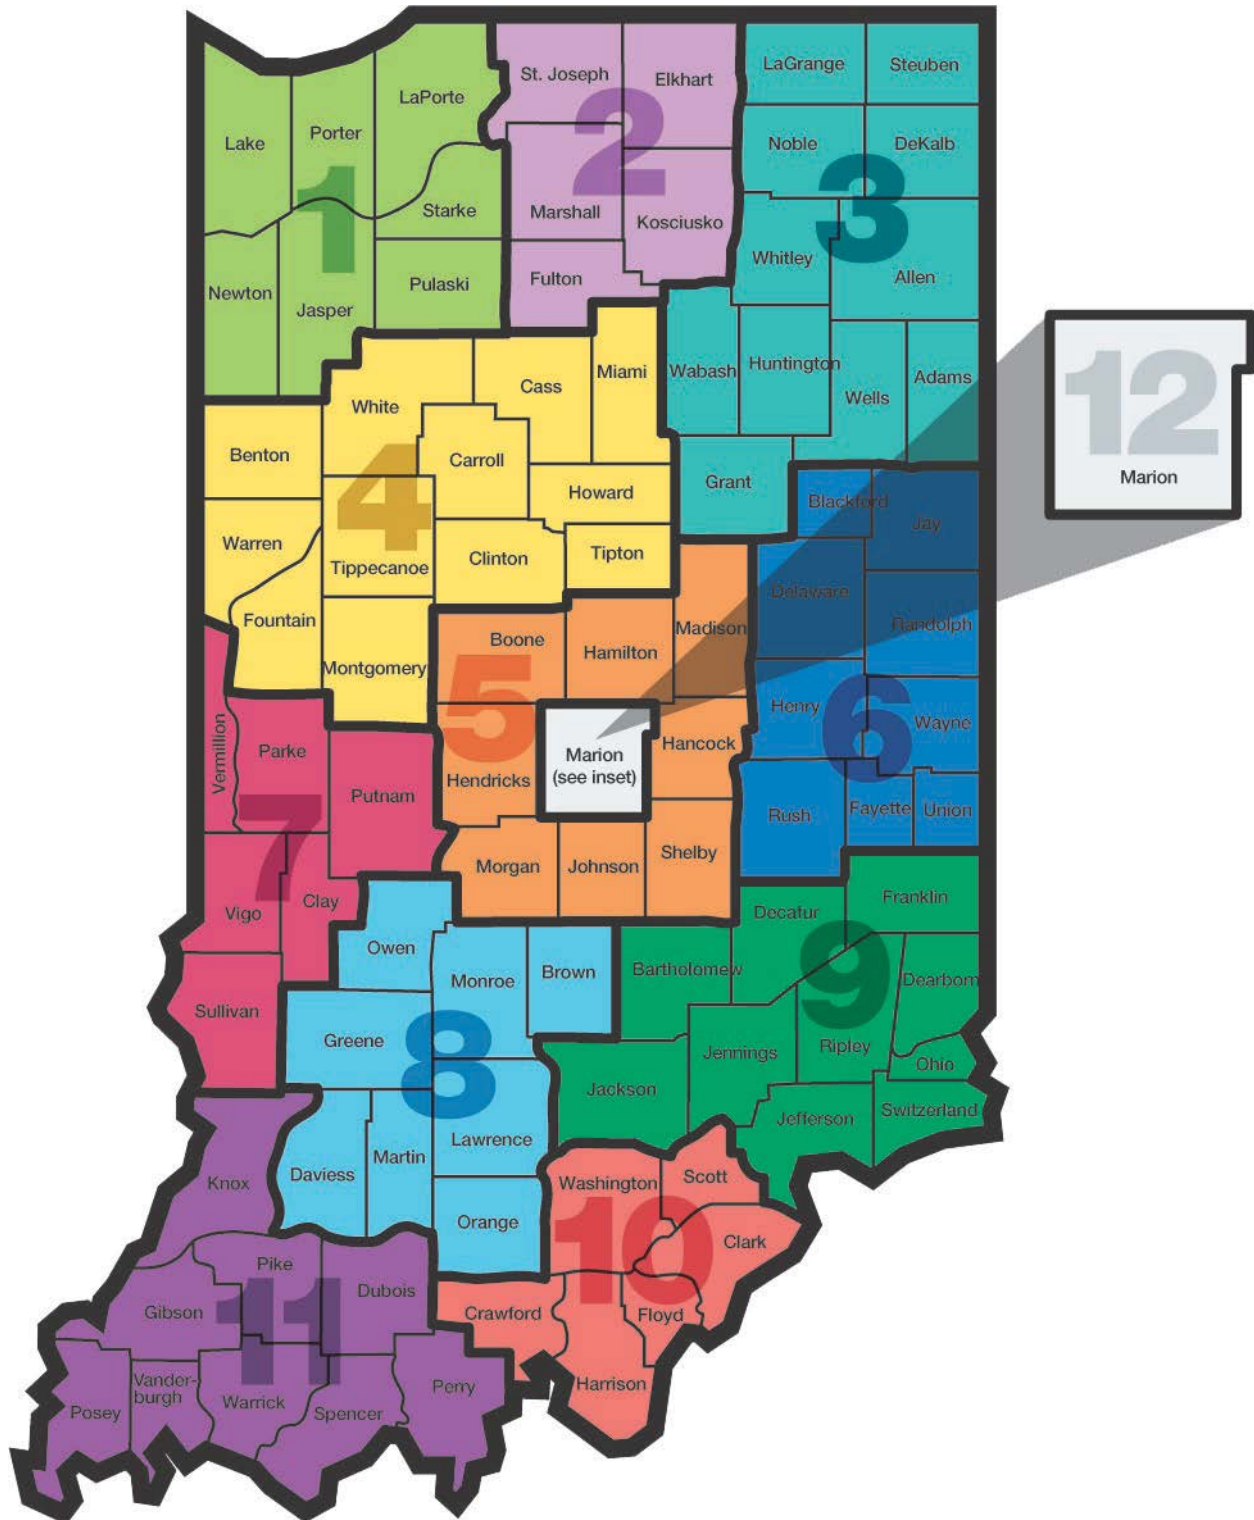 LaGrange
Steuben
St. Joseph
Elkhart
LaPorte
Lake
Porter
2
Noble
DeKalb
3
1
Starke
Marshall
Kosciusko
Whitley
Allen
Newton
Jasper
Pulaski
Fulton
Wabash
Huntington
Adams
Wells
12
Marion
White
Cass
Miami
Benton
Carroll
4
Howard
Grant
Blackford
Jay
Warren
Tippecanoe
Clinton
Tipton
Delaware
Fountain
Boone
Hamilton
Madison
Randolph
Montgomery
5
Henry
6
Wayne
Vermillion
Parke
Hendricks
Marion
(see inset)
Hancock
Putnam
7
Rush
Fayette
Union
Morgan
Johnson
Shelby
Vigo
Clay
Decatur
Franklin
Owen
Monroe
Brown
Bartholomew
9
Dearborn
Sullivan
Greene
8
Jennings
Ripley
Ohio
Jackson
Jefferson
Switzerland
Lawrence
Daviess
Martin
Knox
Washington
Scott
Orange
10
Clark
Pike
Dubois
Gibson
11
Crawford
Floyd
Harrison
Posey
Vander-
burgh
Warrick
Spencer
Perry